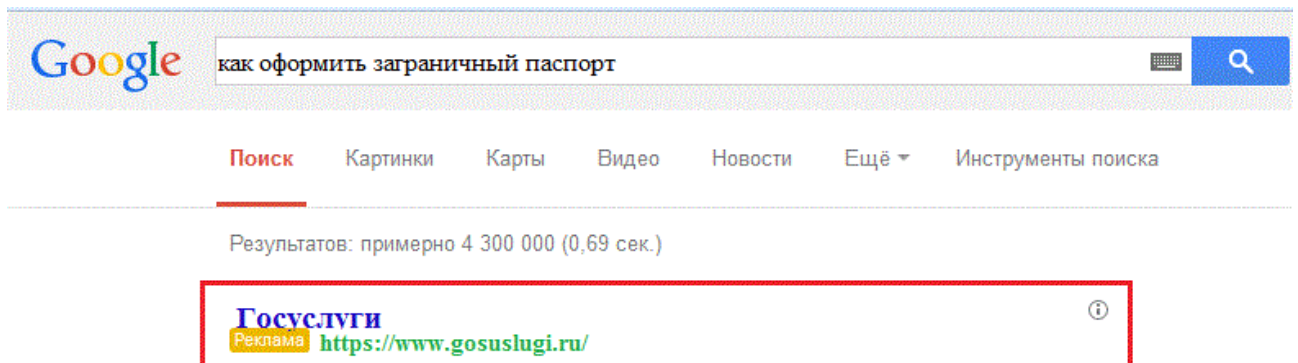 Google как оформить заграничный паспорт
Поиск Картинки Карты Видео Новости Ещё Инструменты поиска
Результатов: примерно 4 300 000 (0,69 сек.)
Госуслуги
Реклама https://www.gosuslugi.ru/